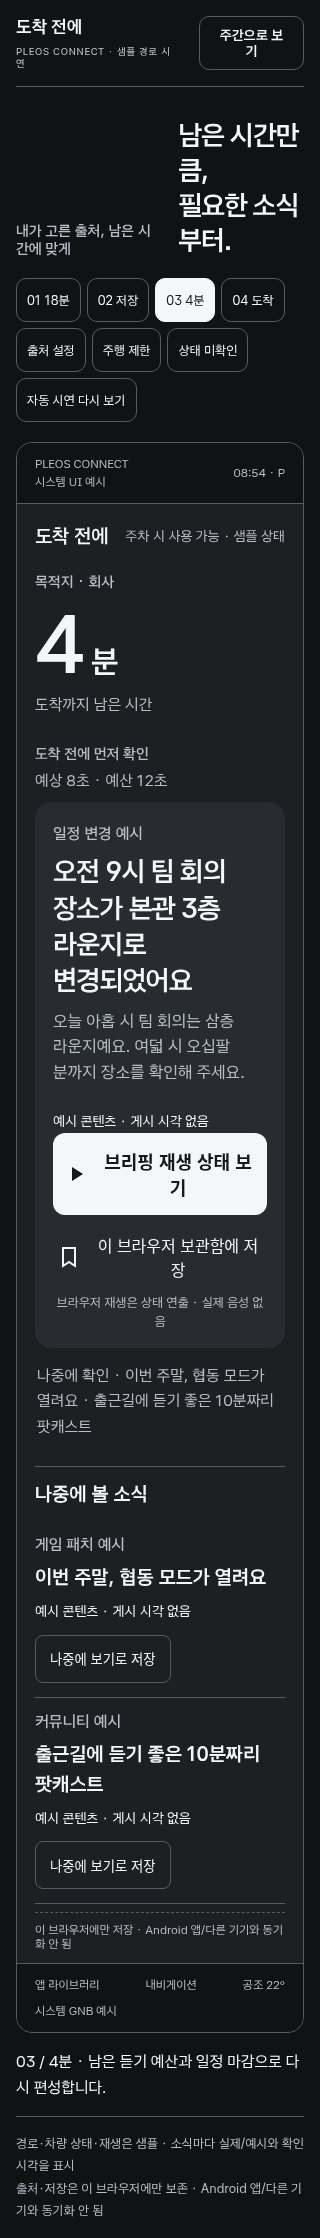 도착 전에
PLEOS CONNECT · 샘플 경로 시
연
주간으로 보
기
내가 고른 출처, 남은 시
간에 맞게
남은 시간만
큼,
필요한 소식
부터.
01 18분
02 저장
03 4분
04 도착
출처 설정
주행 제한
상태 미확인
자동 시연 다시 보기
PLEOS CONNECT
시스템 UI 예시
08:54 · P
도착 전에
주차 시 사용 가능 · 샘플 상태
목적지 · 회사
4 분
도착까지 남은 시간
도착 전에 먼저 확인
예상 8초 · 예산 12초
일정 변경 예시
오전 9시 팀 회의
장소가 본관 3층
라운지로
변경되었어요
오늘 아홉 시 팀 회의는 삼층
라운지예요. 여덟 시 오십팔
분까지 장소를 확인해 주세요.
예시 콘텐츠 · 게시 시각 없음
브리핑 재생 상태 보
기
이 브라우저 보관함에 저
장
브라우저 재생은 상태 연출 · 실제 음성 없
음
나중에 확인 · 이번 주말, 협동 모드가
열려요 · 출근길에 듣기 좋은 10분짜리
팟캐스트
나중에 볼 소식
게임 패치 예시
이번 주말, 협동 모드가 열려요
예시 콘텐츠 · 게시 시각 없음
나중에 보기로 저장
커뮤니티 예시
출근길에 듣기 좋은 10분짜리
팟캐스트
예시 콘텐츠 · 게시 시각 없음
나중에 보기로 저장
이 브라우저에만 저장 · Android 앱/다른 기기와 동기
화 안 됨
앱 라이브러리
내비게이션
공조 22°
시스템 GNB 예시
03 / 4분 · 남은 듣기 예산과 일정 마감으로 다
시 편성합니다.
경로·차량 상태·재생은 샘플 · 소식마다 실제/예시와 확인
시각을 표시
출처·저장은 이 브라우저에만 보존 · Android 앱/다른 기
기와 동기화 안 됨